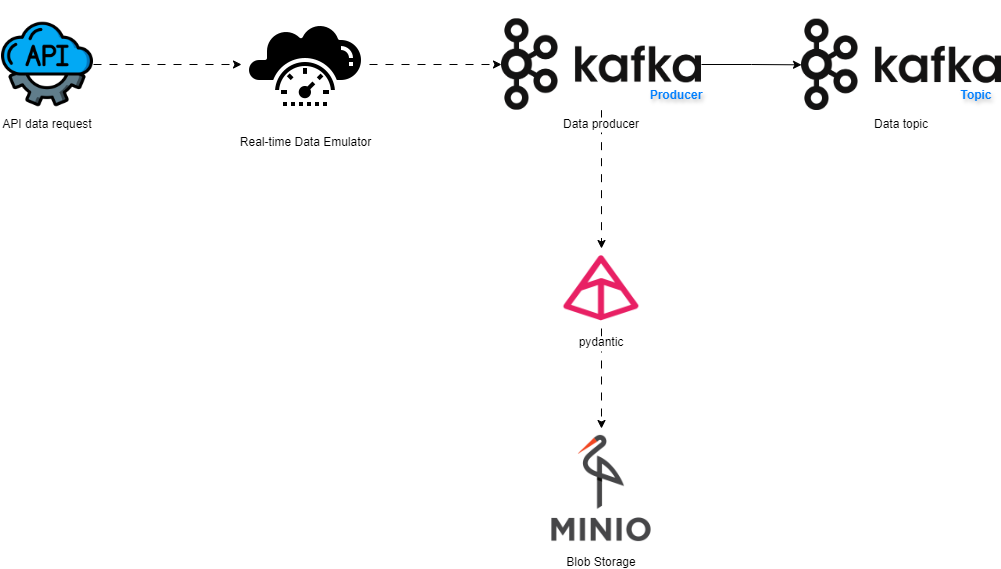 API
kafka
kafka
Producer
Topic
API data request
Data producer
Data topic
Real-time Data Emulator
pydantic
MINIO
Blob Storage